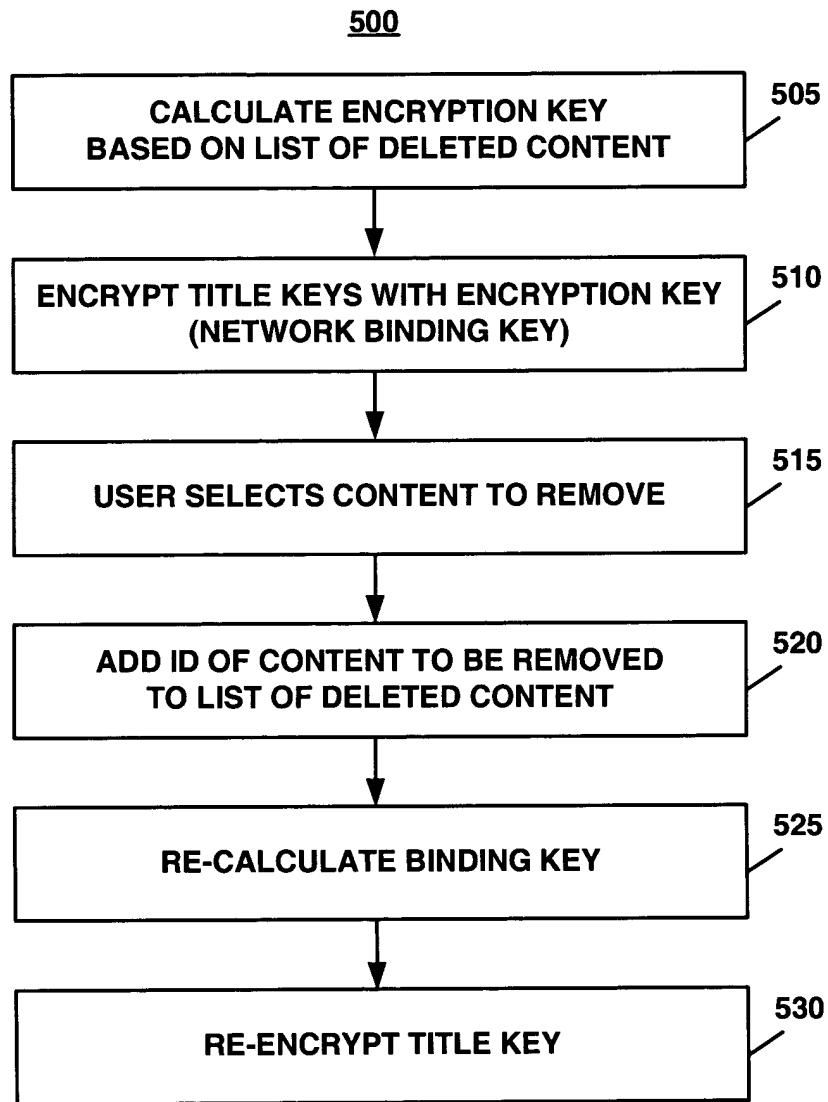 500
CALCULATE ENCRYPTION KEY
BASED ON LIST OF DELETED CONTENT
505
ENCRYPT TITLE KEYS WITH ENCRYPTION KEY
(NETWORK BINDING KEY)
510
USER SELECTS CONTENT TO REMOVE
515
ADD ID OF CONTENT TO BE REMOVED
TO LIST OF DELETED CONTENT
520
RE-CALCULATE BINDING KEY
525
RE-ENCRYPT TITLE KEY
530